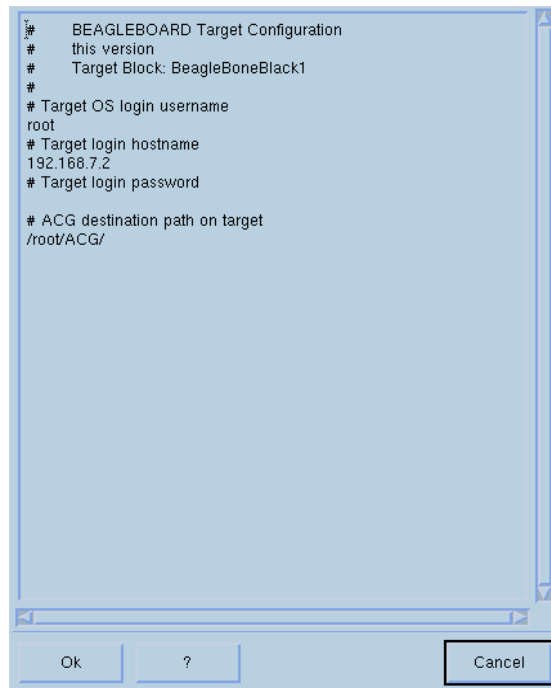 # BEAGLEBOARD Target Configuration
# this version
# Target Block: BeagleBoneBlack1
#
# Target OS login username
root
# Target login hostname
192.168.7.2
# Target login password
# ACG destination path on target
/root/ACG/
Ok ? Cancel